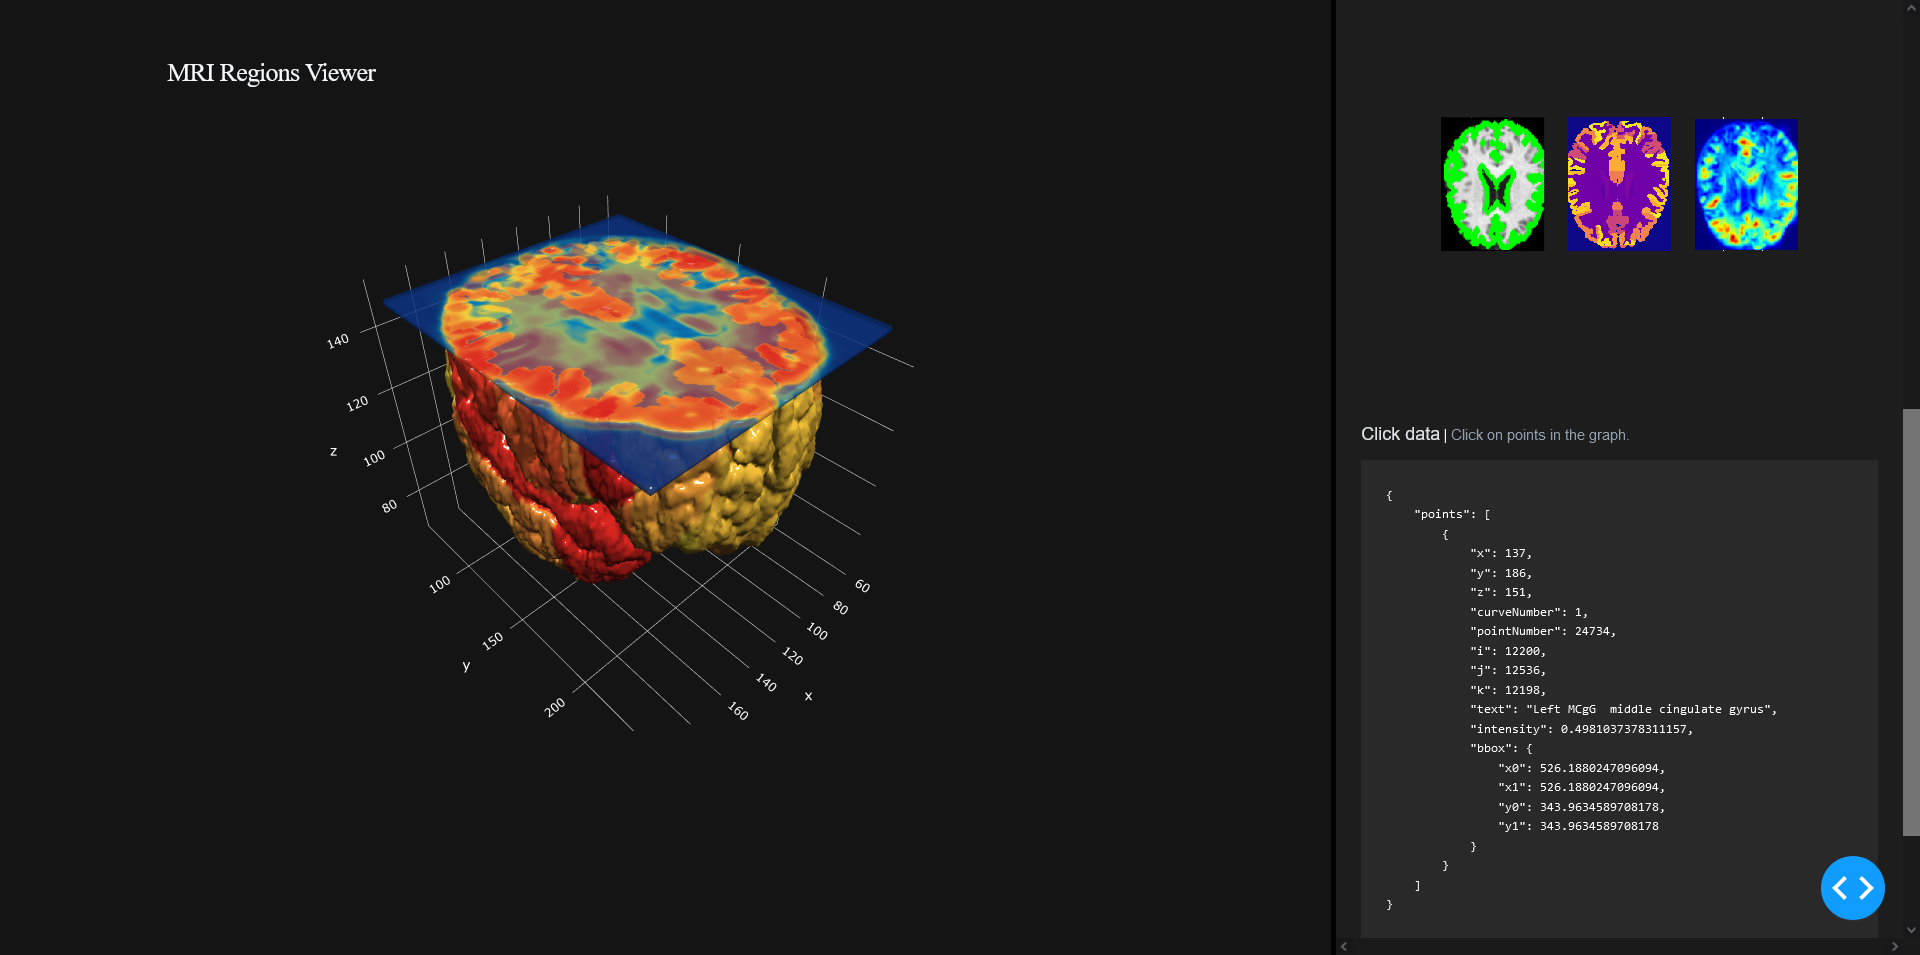 MRI Regions Viewer
140
120
100
80
z
100
150
200
y
60
80
100
120
140
160
x
Click data | Click on points in the graph.
{
"points": [
{
"x": 137,
"y": 186,
"z": 151,
"curveNumber": 1,
"pointNumber": 24734,
"i": 12200,
"j": 12536,
"k": 12198,
"text": "Left MCgG  middle cingulate gyrus",
"intensity": 0.4981037378311157,
"bbox": {
"x0": 526.1880247096094,
"x1": 526.1880247096094,
"y0": 343.9634589708178,
"y1": 343.9634589708178
}
}
]
}